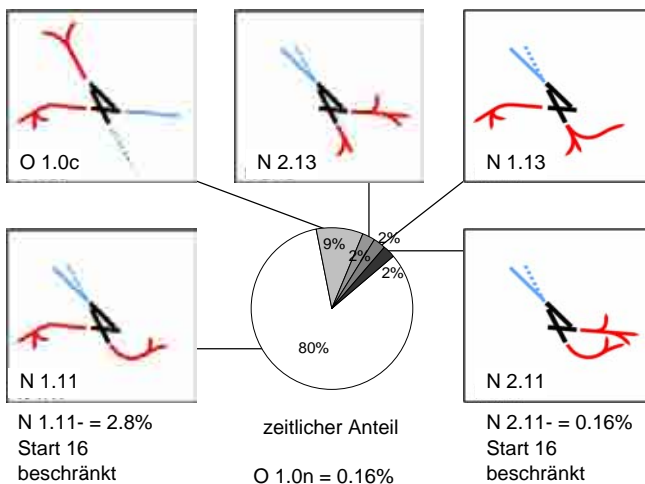 O 1.0c
N 2.13
N 1.13
9%
2%
2%
2%
80%
N 1.11
N 2.11
N 1.11- = 2.8%
Start 16
beschränkt
zeitlicher Anteil
O 1.0n = 0.16%
N 2.11- = 0.16%
Start 16
beschränkt